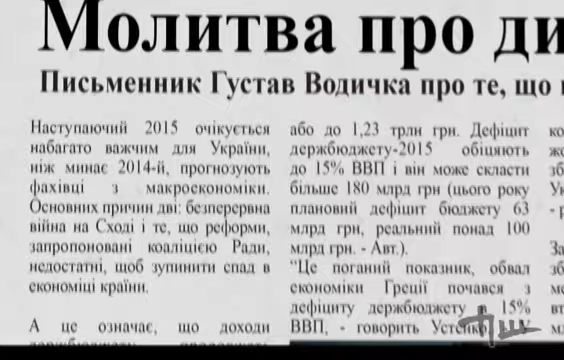 Молитва про ди
Письменник Густав Водичка про те, що
Наступаючий 2015 очікується
набагато важчим для України,
ніж минає 2014-й, прогнозують
фахівці з макроекономіки.
Основних причин дві: безперервна
війна на Сході і те, що реформи,
запропоновані коаліцією Ради,
недостатні, щоб зупинити спад в
економіці країни.
А це означає, що доходи
або до 1,23 трлн грн. Дефіцит
держбюджету-2015 обіцяють
до 15% ВВП і він може скласти
більше 180 млрд грн (цього року
плановий дефіцит бюджету 63
млрд грн, реальний понад 100
млрд грн. - Авт.).
"Це поганий показник, обвал
економіки Греції почався з
дефіциту держбюджету в 15%
ВВП, - говорить